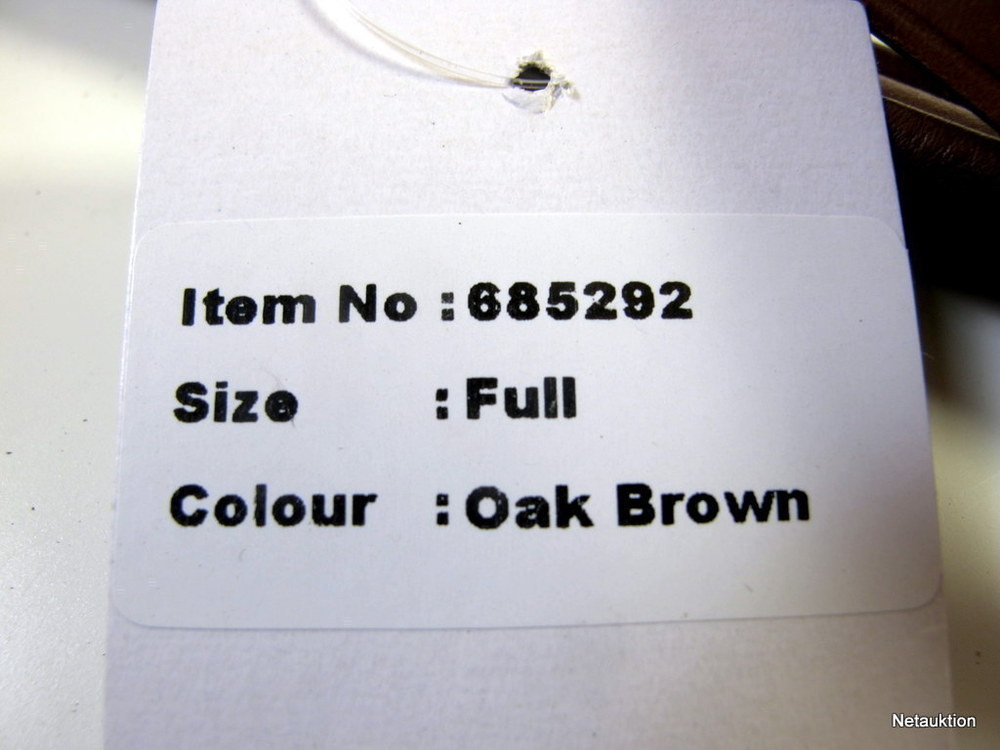 Item No : 685292
Size : Full
Colour : Oak Brown
Netauktion